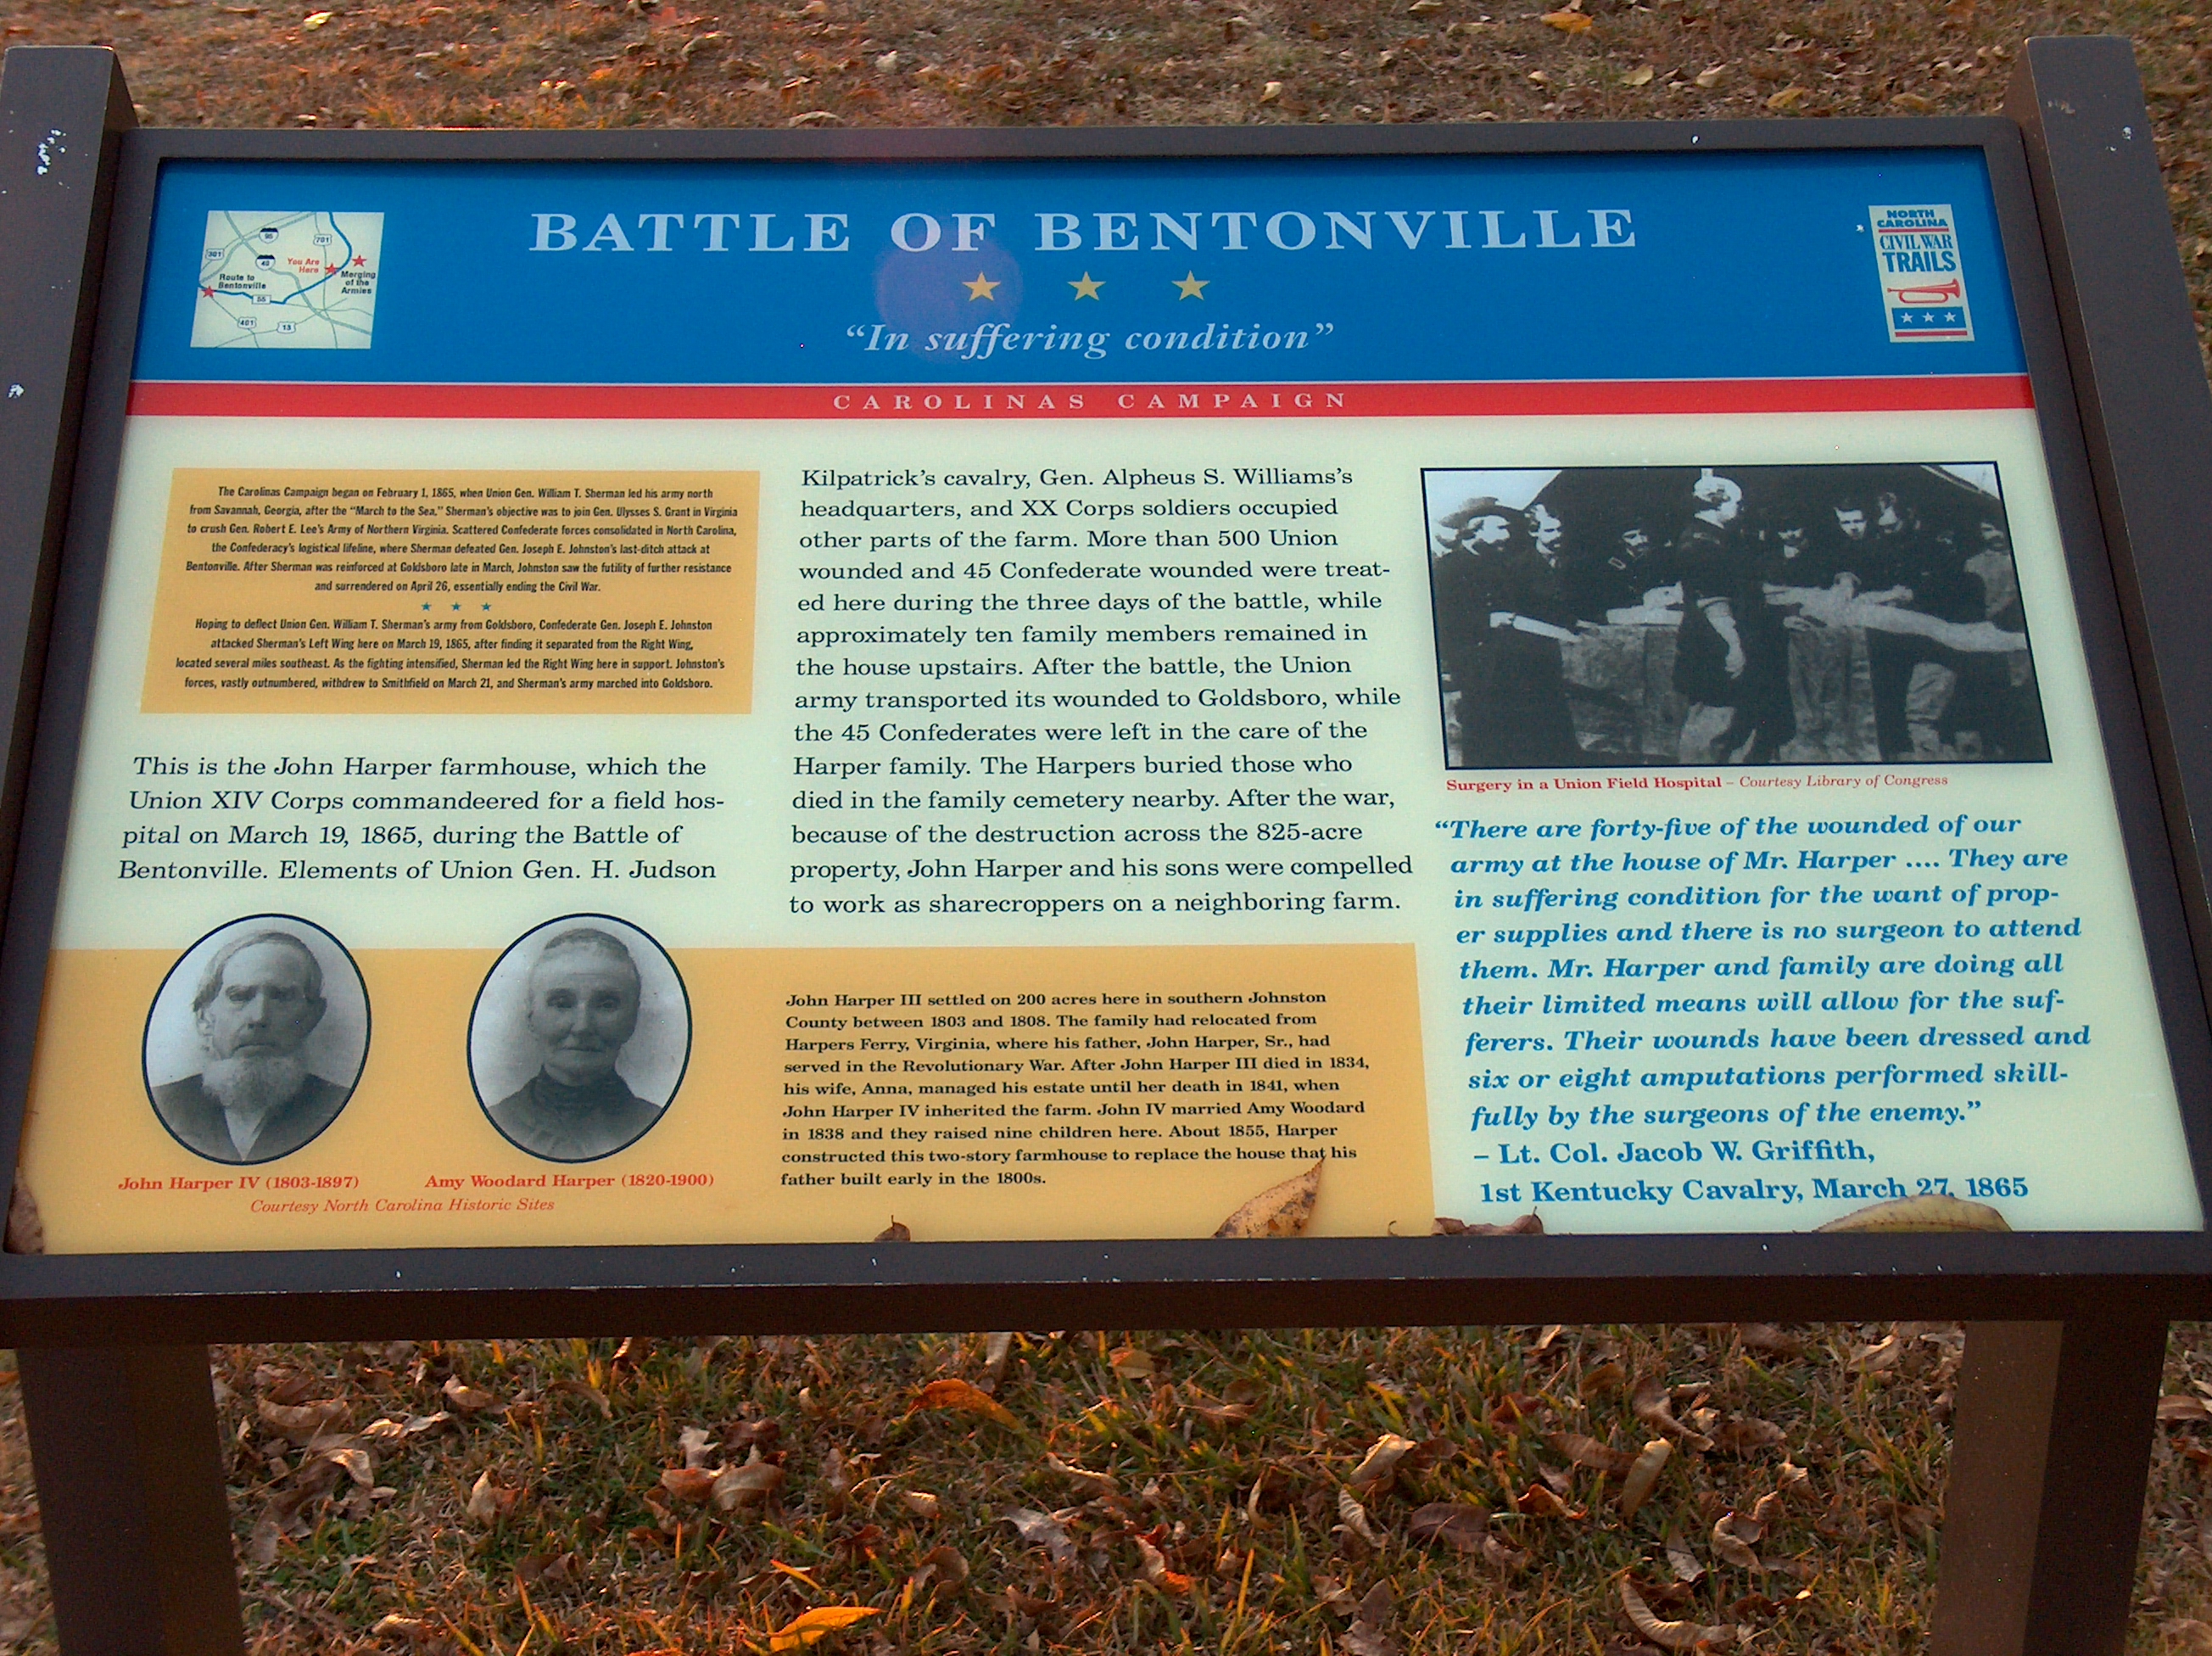 BATTLE OF BENTONVILLE
"In suffering condition"
CAROLINAS CAMPAIGN
95
701
301
40
You Are
Here
Merging
of the
Armies
Route to
Bentonville
55
401
13
NORTH
CAROLINA
CIVIL WAR
TRAILS
The Carolinas Campaign began on February 1, 1865, when Union Gen. William T. Sherman led his army north
from Savannah, Georgia, after the "March to the Sea." Sherman's objective was to join Gen. Ulysses S. Grant in Virginia
to crush Gen. Robert E. Lee's Army of Northern Virginia. Scattered Confederate forces consolidated in North Carolina,
the Confederacy's logistical lifeline, where Sherman defeated Gen. Joseph E. Johnston's last-ditch attack at
Bentonville. After Sherman was reinforced at Goldsboro late in March, Johnston saw the futility of further resistance
and surrendered on April 26, essentially ending the Civil War.
Hoping to deflect Union Gen. William T. Sherman's army from Goldsboro, Confederate Gen. Joseph E. Johnston
attacked Sherman's Left Wing here on March 19, 1865, after finding it separated from the Right Wing,
located several miles southeast. As the fighting intensified, Sherman led the Right Wing here in support. Johnston's
forces, vastly outnumbered, withdrew to Smithfield on March 21, and Sherman's army marched into Goldsboro.
This is the John Harper farmhouse, which the
Union XIV Corps commandeered for a field hos-
pital on March 19, 1865, during the Battle of
Bentonville. Elements of Union Gen. H. Judson
Kilpatrick's cavalry, Gen. Alpheus S. Williams's
headquarters, and XX Corps soldiers occupied
other parts of the farm. More than 500 Union
wounded and 45 Confederate wounded were treat-
ed here during the three days of the battle, while
approximately ten family members remained in
the house upstairs. After the battle, the Union
army transported its wounded to Goldsboro, while
the 45 Confederates were left in the care of the
Harper family. The Harpers buried those who
died in the family cemetery nearby. After the war,
because of the destruction across the 825-acre
property, John Harper and his sons were compelled
to work as sharecroppers on a neighboring farm.
Surgery in a Union Field Hospital – Courtesy Library of Congress
"There are forty-five of the wounded of our
army at the house of Mr. Harper .... They are
in suffering condition for the want of prop-
er supplies and there is no surgeon to attend
them. Mr. Harper and family are doing all
their limited means will allow for the suf-
ferers. Their wounds have been dressed and
six or eight amputations performed skill-
fully by the surgeons of the enemy."
– Lt. Col. Jacob W. Griffith,
1st Kentucky Cavalry, March 27, 1865
John Harper IV (1803-1897)
Amy Woodard Harper (1820-1900)
Courtesy North Carolina Historic Sites
John Harper III settled on 200 acres here in southern Johnston
County between 1803 and 1808. The family had relocated from
Harpers Ferry, Virginia, where his father, John Harper, Sr., had
served in the Revolutionary War. After John Harper III died in 1834,
his wife, Anna, managed his estate until her death in 1841, when
John Harper IV inherited the farm. John IV married Amy Woodard
in 1838 and they raised nine children here. About 1855, Harper
constructed this two-story farmhouse to replace the house that his
father built early in the 1800s.